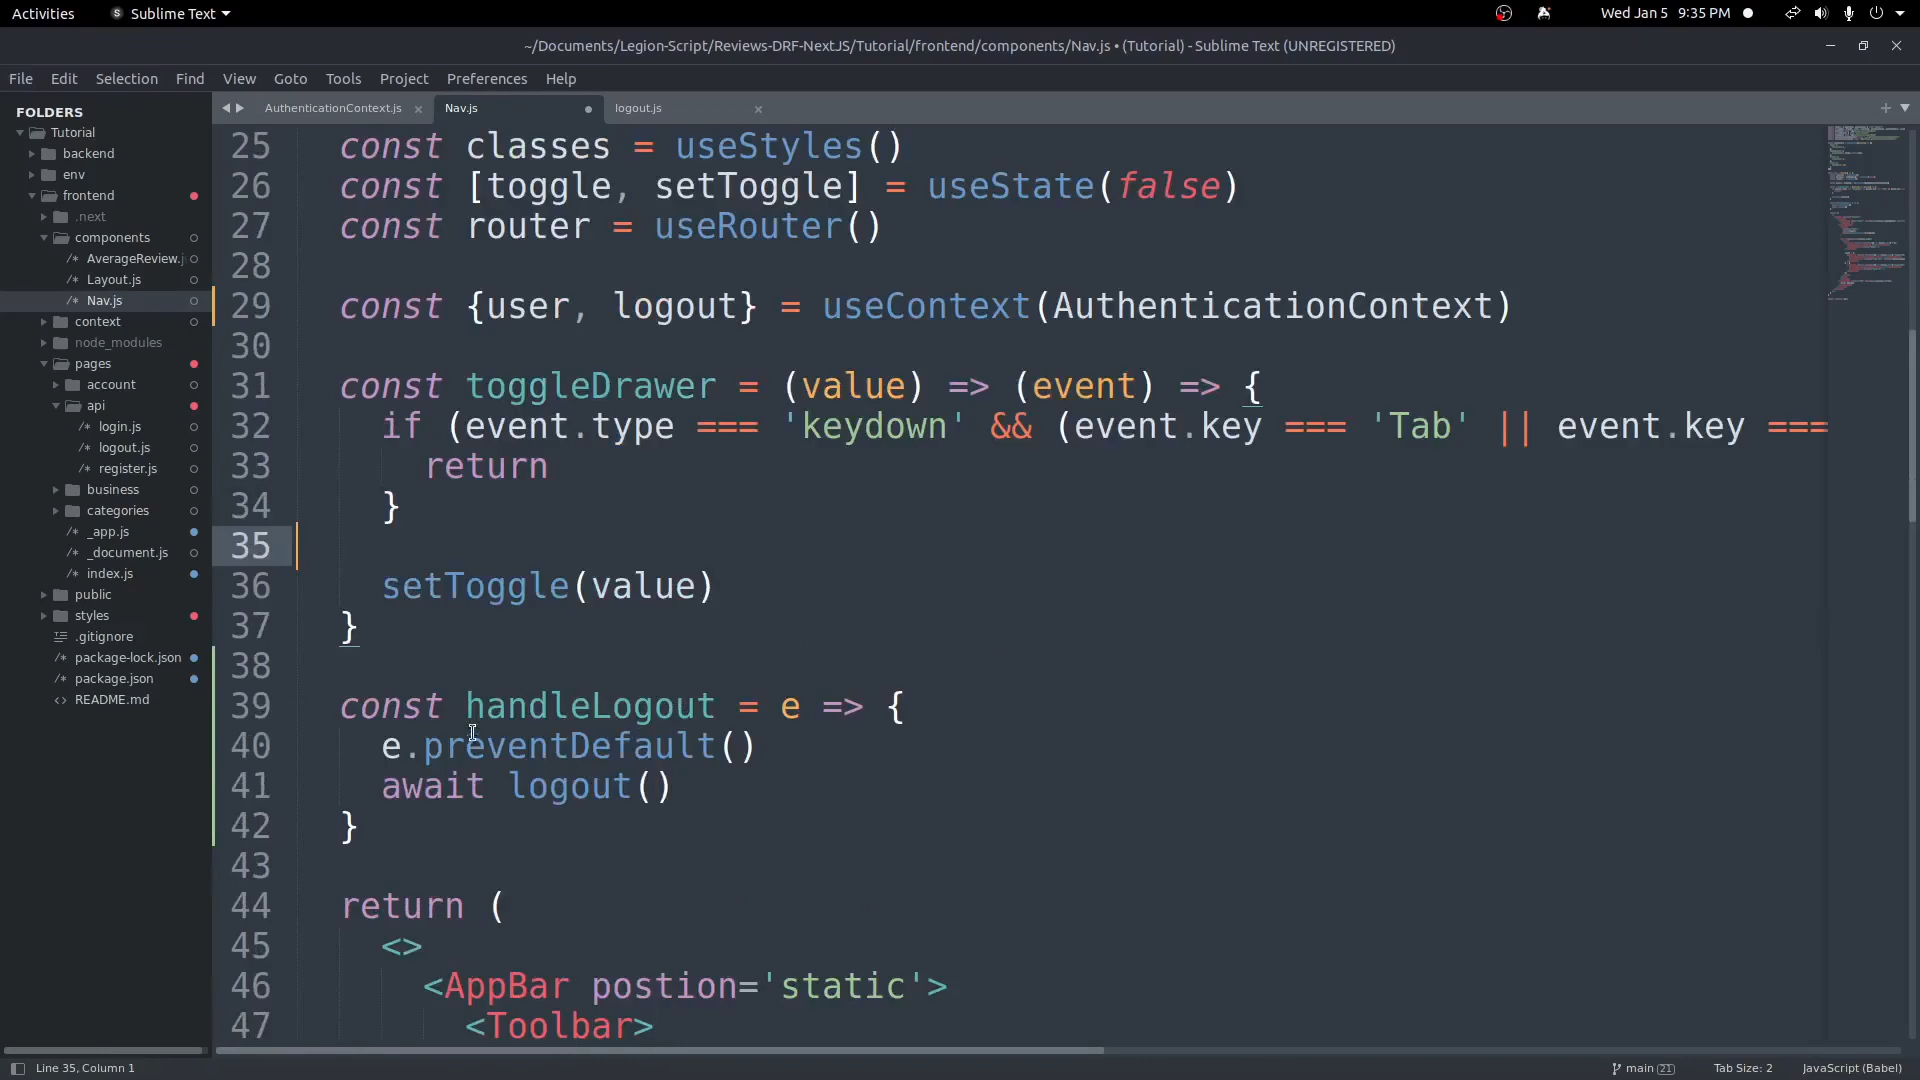 Activities
Sublime Text
Wed Jan 5 9:35 PM
~/Documents/Legion-Script/Reviews-DRF-NextJS/Tutorial/frontend/components/Nav.js • (Tutorial) - Sublime Text (UNREGISTERED)
File Edit Selection Find View Goto Tools Project Preferences Help
FOLDERS
Tutorial
backend
env
frontend
.next
components
/* AverageReview.j
/* Layout.js
/* Nav.js
context
node_modules
pages
account
api
/* login.js
/* logout.js
/* register.js
business
categories
/* _app.js
/* _document.js
/* index.js
public
styles
.gitignore
/* package-lock.json
/* package.json
<> README.md
AuthenticationContext.js × Nav.js logout.js ×
25 const classes = useStyles()
26 const [toggle, setToggle] = useState(false)
27 const router = useRouter()
28
29 const {user, logout} = useContext(AuthenticationContext)
30
31 const toggleDrawer = (value) => (event) => {
32 if (event.type === 'keydown' && (event.key === 'Tab' || event.key ===
33 return
34 }
35
36 setToggle(value)
37 }
38
39 const handleLogout = e => {
40 e.preventDefault()
41 await logout()
42 }
43
44 return (
45 <>
46 <AppBar postion='static'>
47 <Toolbar>
Line 35, Column 1
main 21
Tab Size: 2
JavaScript (Babel)